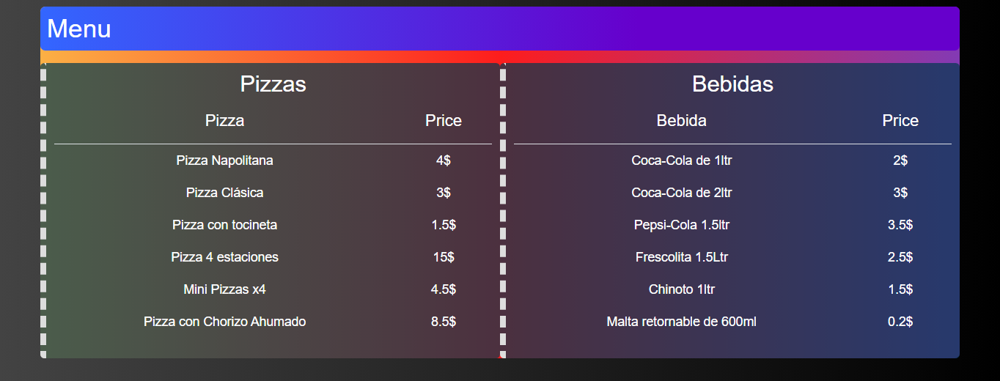 Menu
Pizzas
Pizza Price
Pizza Napolitana 4$
Pizza Clásica 3$
Pizza con tocineta 1.5$
Pizza 4 estaciones 15$
Mini Pizzas x4 4.5$
Pizza con Chorizo Ahumado 8.5$
Bebidas
Bebida Price
Coca-Cola de 1ltr 2$
Coca-Cola de 2ltr 3$
Pepsi-Cola 1.5ltr 3.5$
Frescolita 1.5Ltr 2.5$
Chinoto 1ltr 1.5$
Malta retornable de 600ml 0.2$